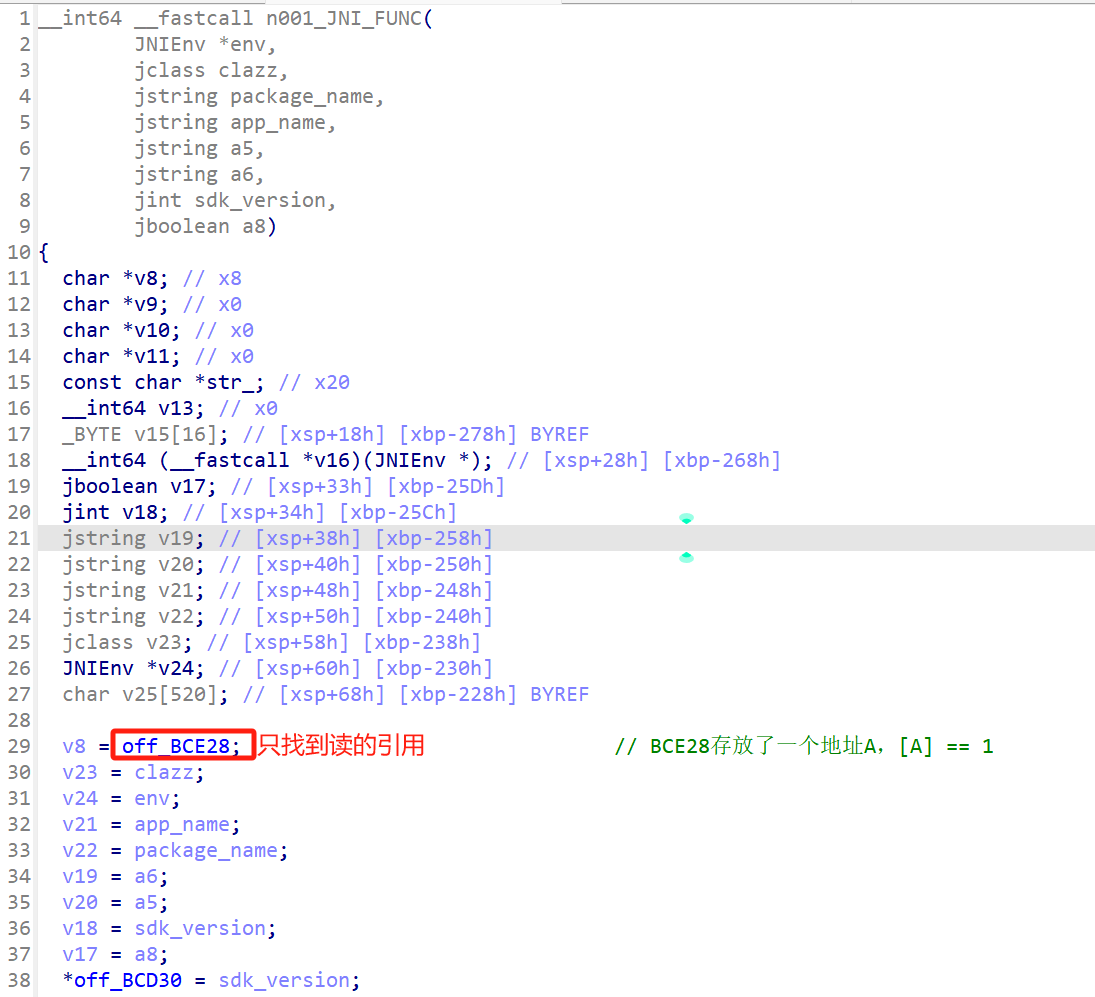 1 __int64 __fastcall n001_JNI_FUNC(
2 JNIEnv *env,
3 jclass clazz,
4 jstring package_name,
5 jstring app_name,
6 jstring a5,
7 jstring a6,
8 jint sdk_version,
9 jboolean a8)
10 {
11 char *v8; // x8
12 char *v9; // x0
13 char *v10; // x0
14 char *v11; // x0
15 const char *str_; // x20
16 __int64 v13; // x0
17 _BYTE v15[16]; // [xsp+18h] [xbp-278h] BYREF
18 __int64 (__fastcall *v16)(JNIEnv *); // [xsp+28h] [xbp-268h]
19 jboolean v17; // [xsp+33h] [xbp-25Dh]
20 jint v18; // [xsp+34h] [xbp-25Ch]
21 jstring v19; // [xsp+38h] [xbp-258h]
22 jstring v20; // [xsp+40h] [xbp-250h]
23 jstring v21; // [xsp+48h] [xbp-248h]
24 jstring v22; // [xsp+50h] [xbp-240h]
25 jclass v23; // [xsp+58h] [xbp-238h]
26 JNIEnv *v24; // [xsp+60h] [xbp-230h]
27 char v25[520]; // [xsp+68h] [xbp-228h] BYREF
28
29 v8 = off_BCE28; 只找到读的引用 // BCE28存放了一个地址A，[A] == 1
30 v23 = clazz;
31 v24 = env;
32 v21 = app_name;
33 v22 = package_name;
34 v19 = a6;
35 v20 = a5;
36 v18 = sdk_version;
37 v17 = a8;
38 *off_BCD30 = sdk_version;